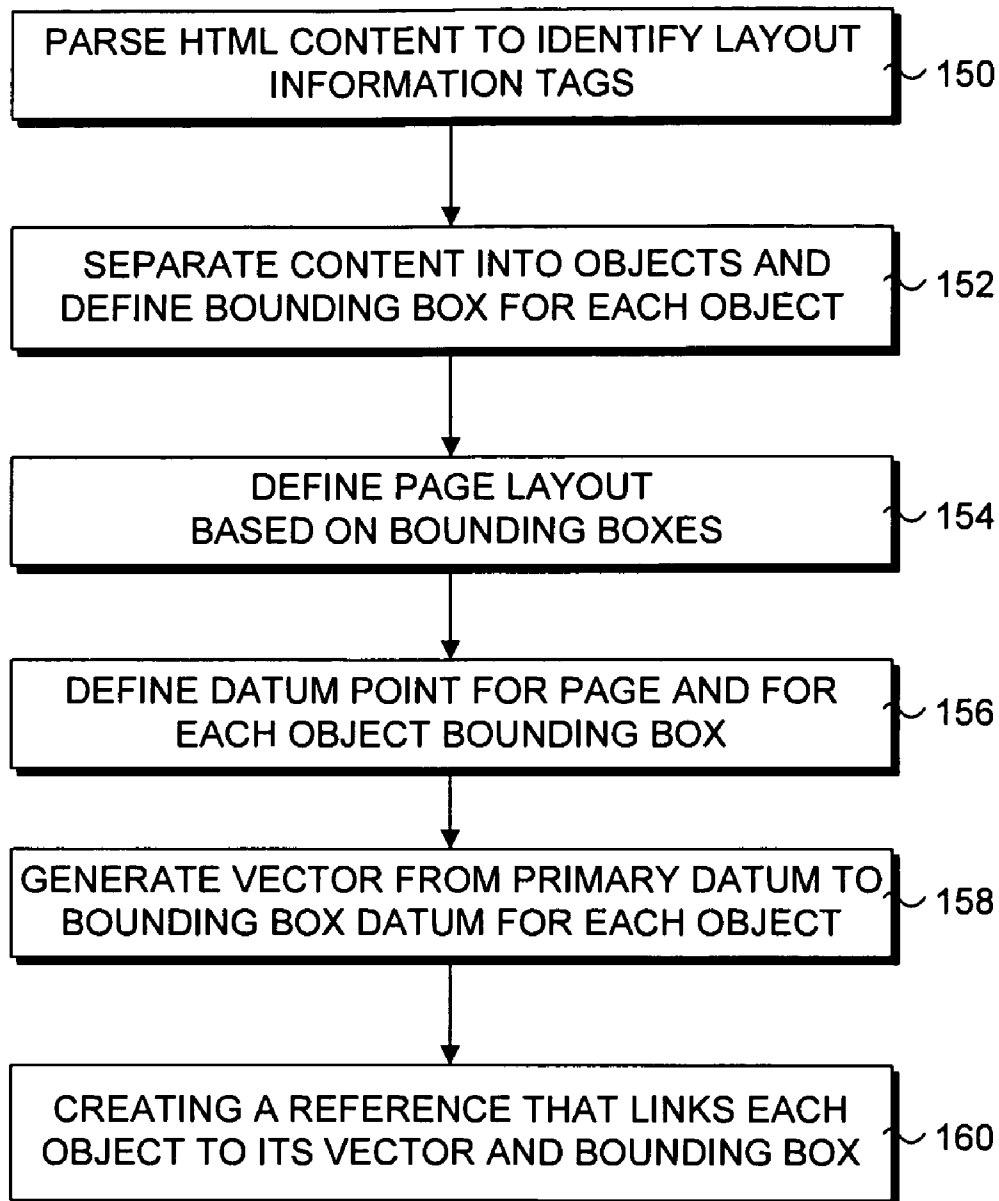 PARSE HTML CONTENT TO IDENTIFY LAYOUT
INFORMATION TAGS
150
SEPARATE CONTENT INTO OBJECTS AND
DEFINE BOUNDING BOX FOR EACH OBJECT
152
DEFINE PAGE LAYOUT
BASED ON BOUNDING BOXES
154
DEFINE DATUM POINT FOR PAGE AND FOR
EACH OBJECT BOUNDING BOX
156
GENERATE VECTOR FROM PRIMARY DATUM TO
BOUNDING BOX DATUM FOR EACH OBJECT
158
CREATING A REFERENCE THAT LINKS EACH
OBJECT TO ITS VECTOR AND BOUNDING BOX
160